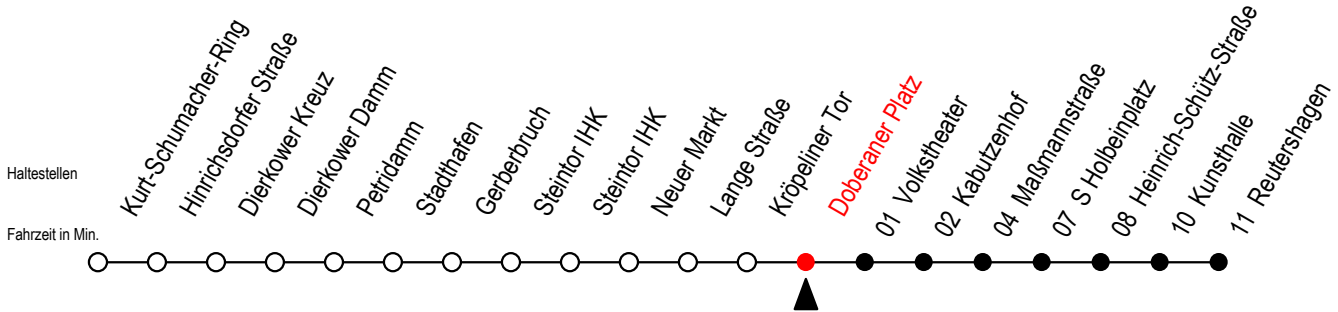 Haltestellen
Fahrzeit in Min.
Kurt-Schumacher-Ring
Hinrichsdorfer Straße
Dierkower Kreuz
Dierkower Damm
Petridamm
Stadthafen
Gerberbruch
Steintor IHK
Steintor IHK
Neuer Markt
Lange Straße
Kröpeliner Tor
Doberaner Platz
01 Volkstheater
02 Kabutzenhof
04 Maßmannstraße
07 S Holbeinplatz
08 Heinrich-Schütz-Straße
10 Kunsthalle
11 Reutershagen